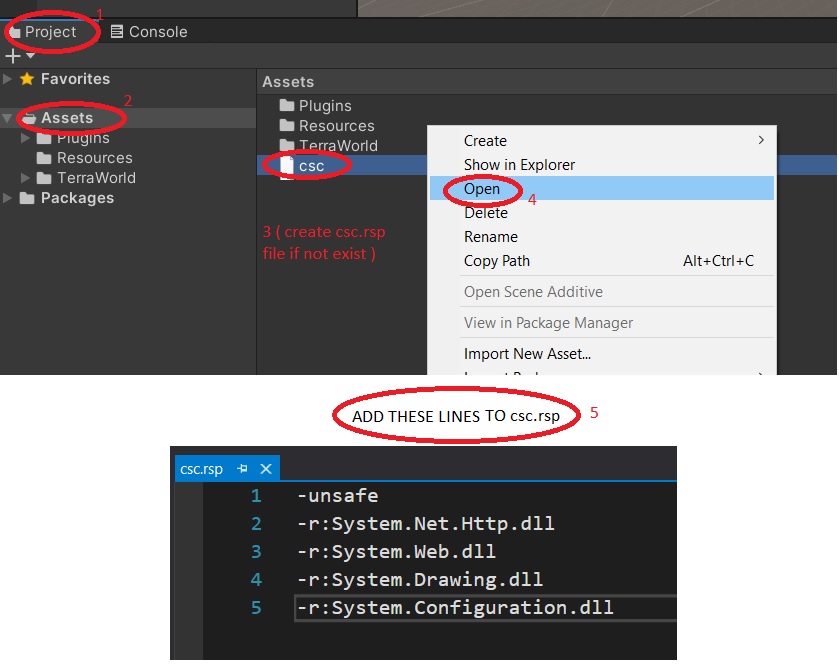 1
Project
Console
Favorites
Assets
2
Plugins
Resources
TerraWorld
Packages
Assets
Plugins
Resources
TerraWorld
csc
3 ( create csc.rsp
file if not exist )
Create
Show in Explorer
Open
4
Delete
Rename
Copy Path Alt+Ctrl+C
Open Scene Additive
View in Package Manager
Import New Asset...
ADD THESE LINES TO csc.rsp
5
csc.rsp
1 -unsafe
2 -r:System.Net.Http.dll
3 -r:System.Web.dll
4 -r:System.Drawing.dll
5 -r:System.Configuration.dll